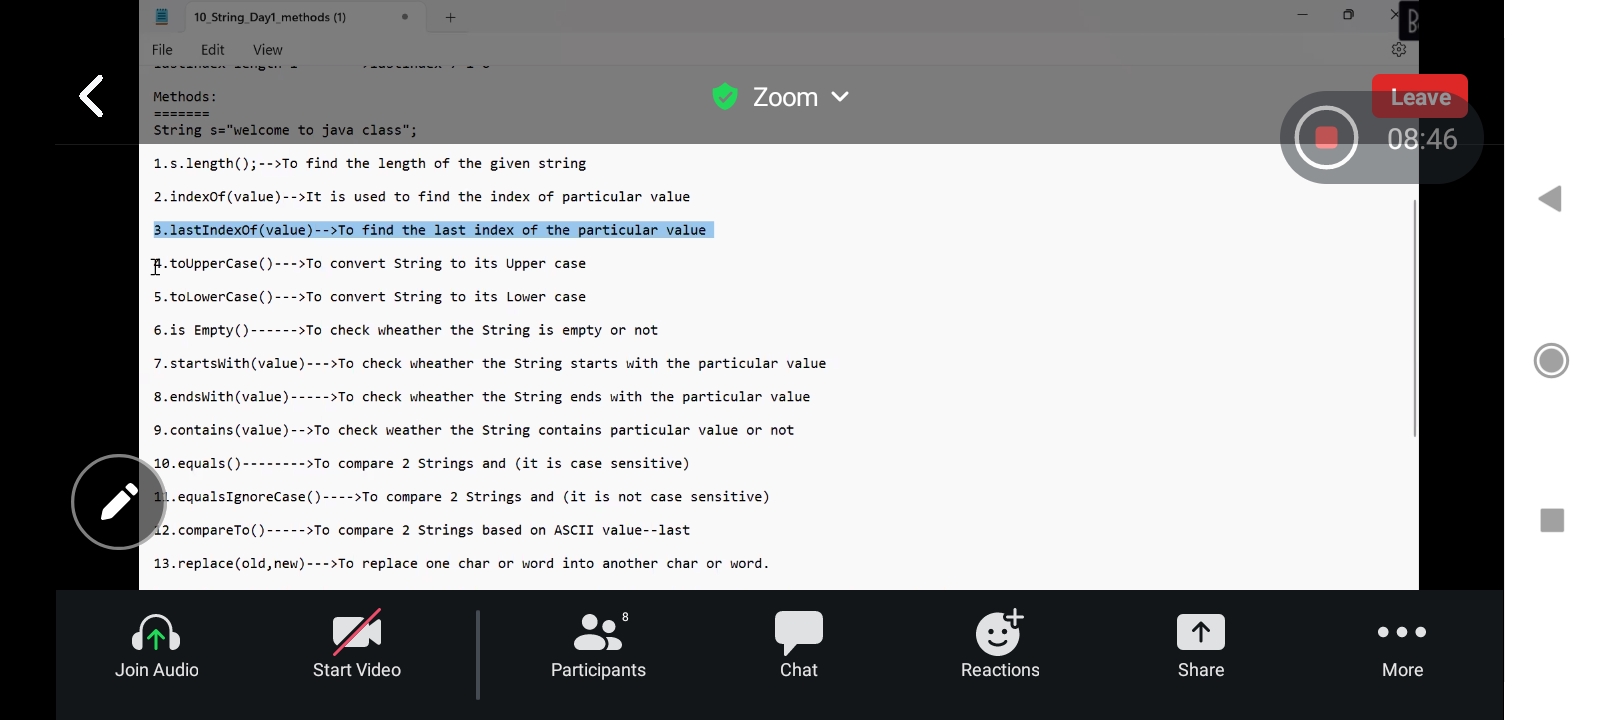 10_String_Day1_methods (1)
File Edit View
Methods:
=======
String s="welcome to java class";
Zoom
Leave
08:46
1.s.length();-->To find the length of the given string
2.indexOf(value)-->It is used to find the index of particular value
3.lastIndexOf(value)-->To find the last index of the particular value
4.toUpperCase()--->To convert String to its Upper case
5.toLowerCase()--->To convert String to its Lower case
6.is Empty()------>To check wheather the String is empty or not
7.startsWith(value)--->To check wheather the String starts with the particular value
8.endsWith(value)----->To check wheather the String ends with the particular value
9.contains(value)-->To check weather the String contains particular value or not
10.equals()-------->To compare 2 Strings and (it is case sensitive)
11.equalsIgnoreCase()---->To compare 2 Strings and (it is not case sensitive)
12.compareTo()----->To compare 2 Strings based on ASCII value--last
13.replace(old,new)--->To replace one char or word into another char or word.
8
Join Audio
Start Video
Participants
Chat
Reactions
Share
More